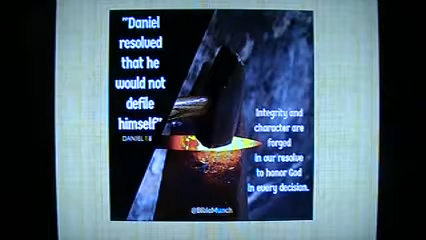 "Daniel
resolved
that he
would not
defile
himself"
DANIEL 1:8
Integrity and
character are
forged
in our resolve
to honor God
in every decision.
@BibleMunch